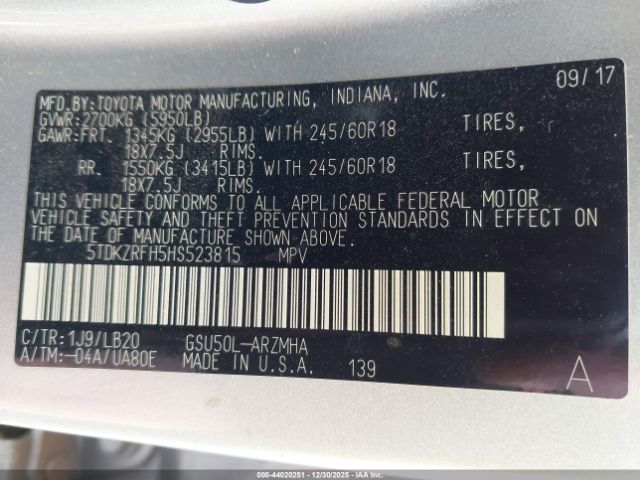 09/17
MFD.BY:TOYOTA MOTOR MANUFACTURING, INDIANA, INC.
GVWR:2700KG (5950LB)
GAWR:FRT. 1345KG (2955LB) WITH 245/60R18 TIRES,
18X7.5J RIMS.
RR. 1550KG (3415LB) WITH 245/60R18 TIRES,
18X7.5J RIMS.
THIS VEHICLE CONFORMS TO ALL APPLICABLE FEDERAL MOTOR
VEHICLE SAFETY AND THEFT PREVENTION STANDARDS IN EFFECT ON
THE DATE OF MANUFACTURE SHOWN ABOVE.
5TDKZRFH5HS523815 MPV
C/TR:1J9/LB20 GSU50L-ARZMHA
A/TM:-04A/UA80E MADE IN U.S.A. 139 A
000-44020251 - 12/30/2025 - IAAI.com